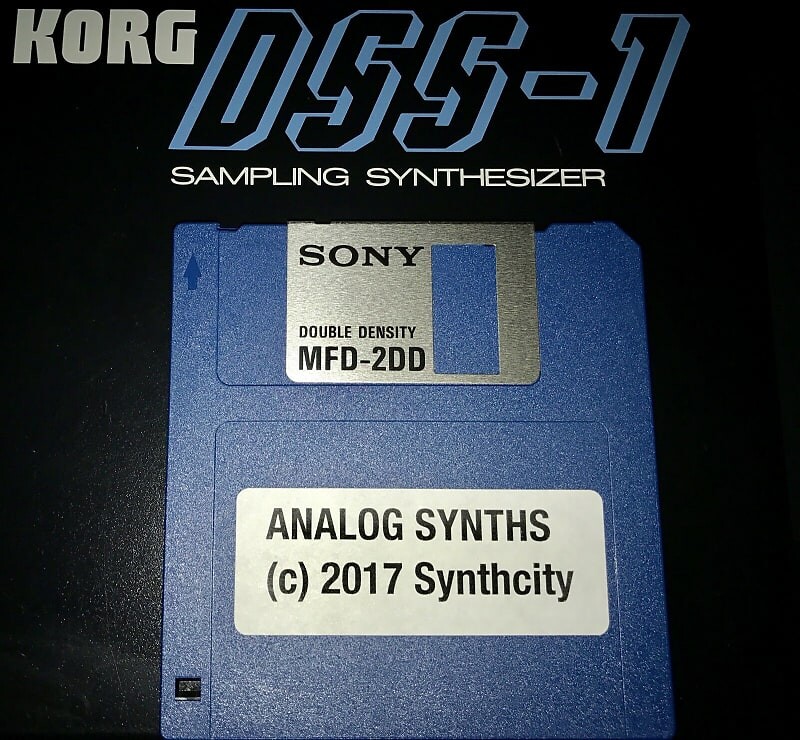 KORG DSS-1
SAMPLING SYNTHESIZER
SONY
DOUBLE DENSITY
MFD-2DD
ANALOG SYNTHS
(c) 2017 Synthcity